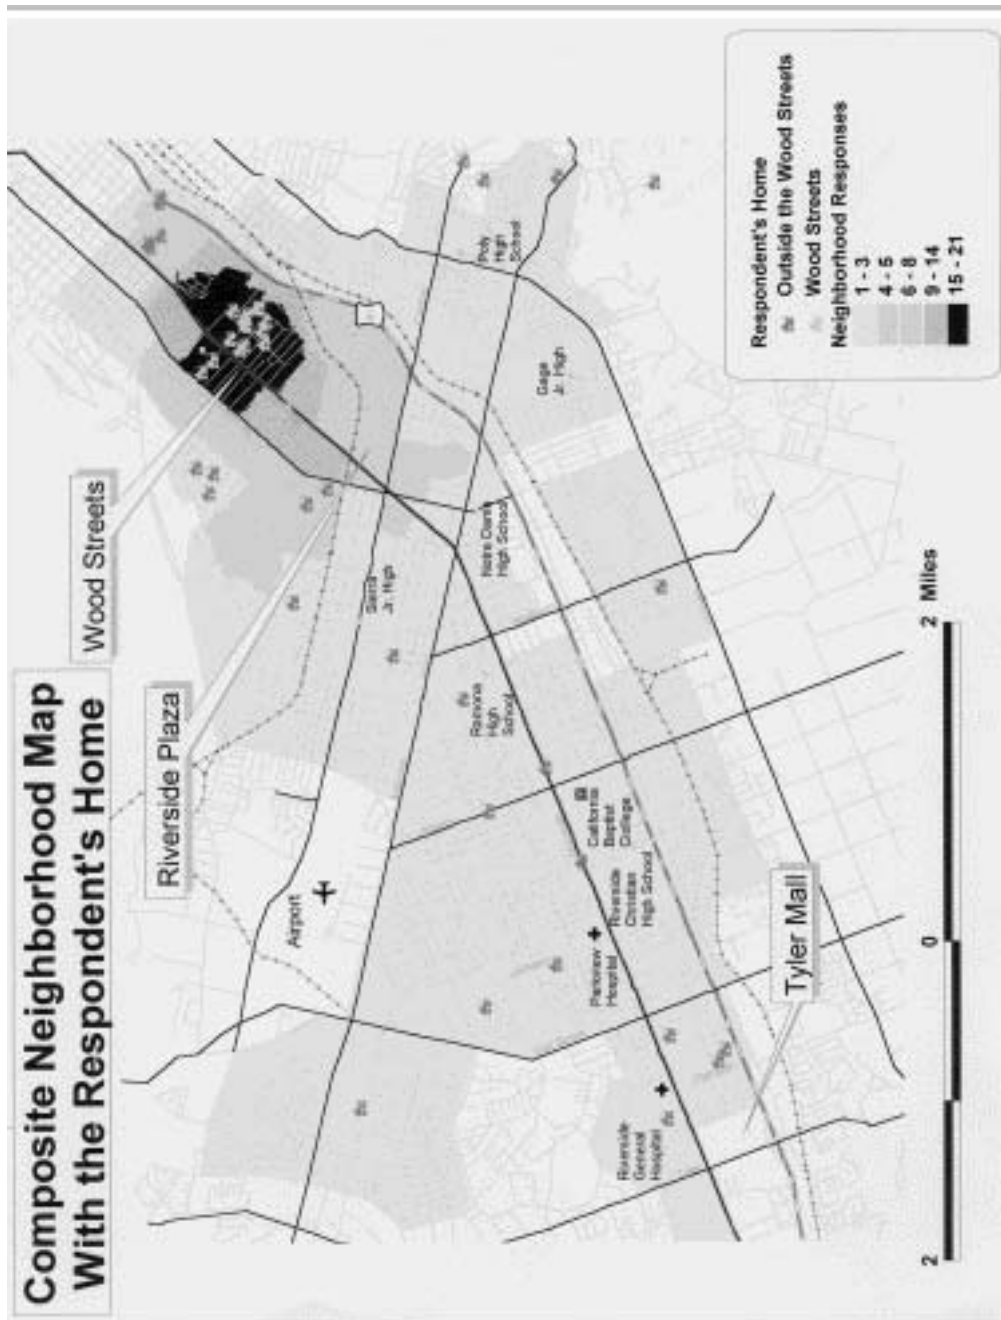 Composite Neighborhood Map
With the Respondent's Home
Wood Streets
Riverside Plaza
Airport
Sierra
Jr. High
Ramona
High
School
Notre Dame
High School
Poly
High
School
Gage
Jr. High
California
Baptist
College
Riverside
Christian
High School
Parkview
Hospital
Riverside
General
Hospital
Tyler Mall
Respondent's Home
Outside the Wood Streets
Wood Streets
Neighborhood Responses
1 - 3
4 - 5
6 - 8
9 - 14
15 - 21
2
0
2 Miles